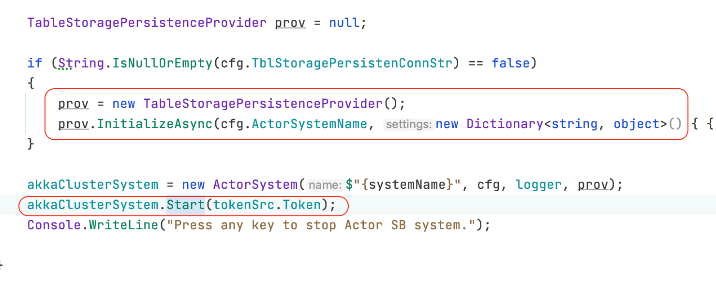 TableStoragePersistenceProvider prov = null;
if (String.IsNullOrEmpty(cfg.TblStoragePersistenConnStr) == false)
{
prov = new TableStoragePersistenceProvider();
prov.InitializeAsync(cfg.ActorSystemName, settings: new Dictionary<string, object>() { {
}
akkaClusterSystem = new ActorSystem( name: $"{systemName}", cfg, logger, prov);
akkaClusterSystem.Start(tokenSrc.Token);
Console.WriteLine("Press any key to stop Actor SB system.");